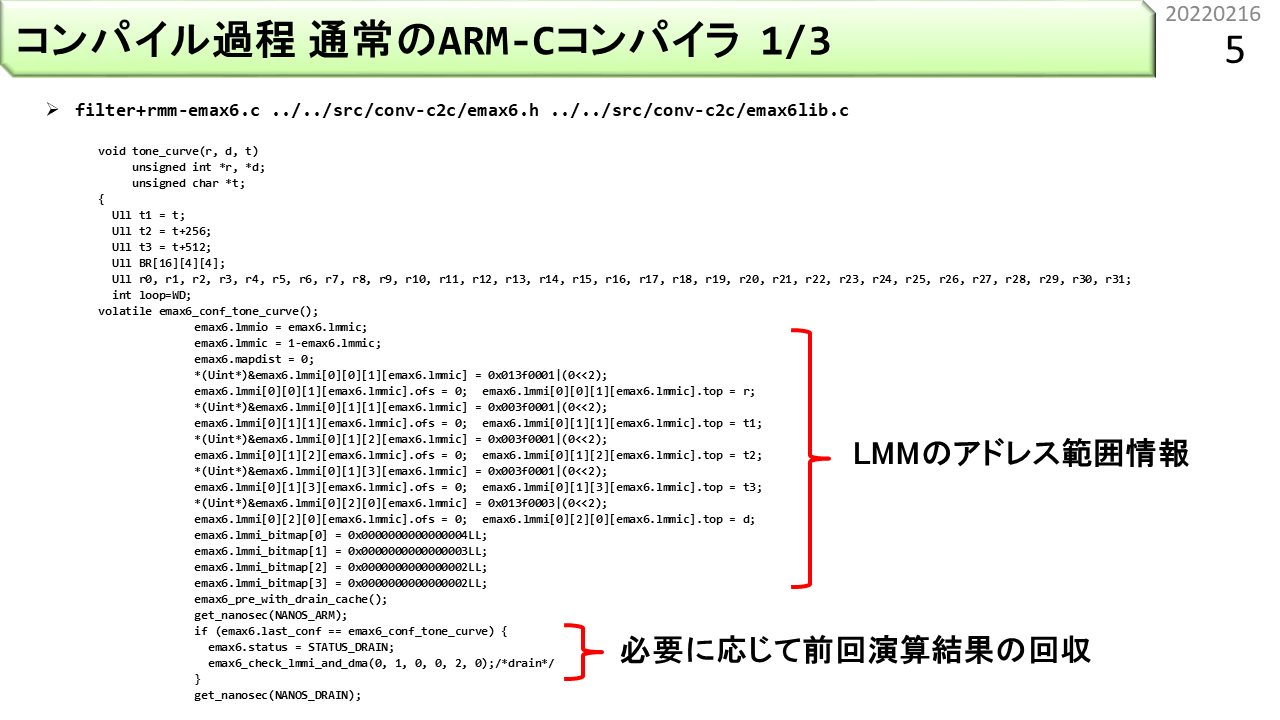 コンパイル過程 通常のARM-Cコンパイラ 1/3
20220216
5
➢ filter+rmm-emax6.c ../../src/conv-c2c/emax6.h ../../src/conv-c2c/emax6lib.c
void tone_curve(r, d, t)
unsigned int *r, *d;
unsigned char *t;
{
Ull t1 = t;
Ull t2 = t+256;
Ull t3 = t+512;
Ull BR[16][4][4];
Ull r0, r1, r2, r3, r4, r5, r6, r7, r8, r9, r10, r11, r12, r13, r14, r15, r16, r17, r18, r19, r20, r21, r22, r23, r24, r25, r26, r27, r28, r29, r30, r31;
int loop=WD;
volatile emax6_conf_tone_curve();
emax6.lmmio = emax6.lmmic;
emax6.lmmic = 1-emax6.lmmic;
emax6.mapdist = 0;
*(Uint*)&emax6.lmmi[0][0][1][emax6.lmmic] = 0x013f0001|(0<<2);
emax6.lmmi[0][0][1][emax6.lmmic].ofs = 0; emax6.lmmi[0][0][1][emax6.lmmic].top = r;
*(Uint*)&emax6.lmmi[0][1][1][emax6.lmmic] = 0x003f0001|(0<<2);
emax6.lmmi[0][1][1][emax6.lmmic].ofs = 0; emax6.lmmi[0][1][1][emax6.lmmic].top = t1;
*(Uint*)&emax6.lmmi[0][1][2][emax6.lmmic] = 0x003f0001|(0<<2);
emax6.lmmi[0][1][2][emax6.lmmic].ofs = 0; emax6.lmmi[0][1][2][emax6.lmmic].top = t2;
*(Uint*)&emax6.lmmi[0][1][3][emax6.lmmic] = 0x003f0001|(0<<2);
emax6.lmmi[0][1][3][emax6.lmmic].ofs = 0; emax6.lmmi[0][1][3][emax6.lmmic].top = t3;
*(Uint*)&emax6.lmmi[0][2][0][emax6.lmmic] = 0x013f0003|(0<<2);
emax6.lmmi[0][2][0][emax6.lmmic].ofs = 0; emax6.lmmi[0][2][0][emax6.lmmic].top = d;
emax6.lmmi_bitmap[0] = 0x0000000000000004LL;
emax6.lmmi_bitmap[1] = 0x0000000000000003LL;
emax6.lmmi_bitmap[2] = 0x0000000000000002LL;
emax6.lmmi_bitmap[3] = 0x0000000000000002LL;
emax6_pre_with_drain_cache();
get_nanosec(NANOS_ARM);
if (emax6.last_conf == emax6_conf_tone_curve) {
emax6.status = STATUS_DRAIN;
emax6_check_lmmi_and_dma(0, 1, 0, 0, 2, 0);/*drain*/
}
get_nanosec(NANOS_DRAIN);
LMMのアドレス範囲情報
必要に応じて前回演算結果の回収